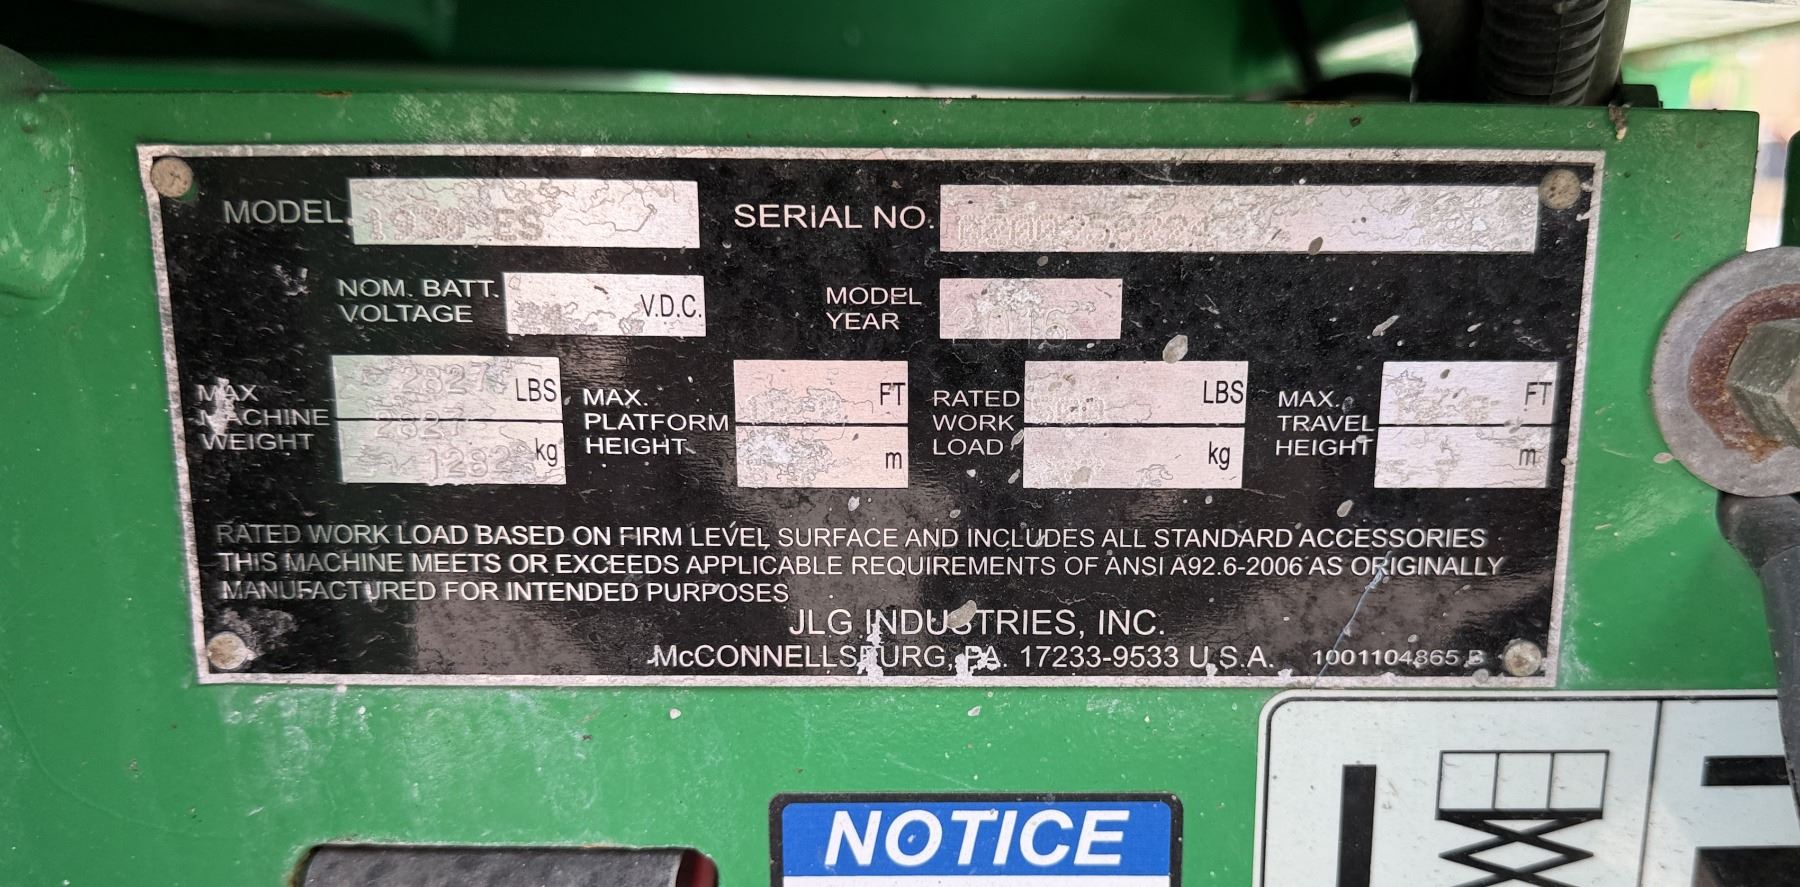 MODEL 1930 ES SERIAL NO.
NOM. BATT. VOLTAGE V.D.C. MODEL YEAR 2016
MAX MACHINE WEIGHT 2827 LBS kg
MAX. PLATFORM HEIGHT FT m
RATED WORK LOAD LBS kg
MAX. TRAVEL HEIGHT FT m
RATED WORK LOAD BASED ON FIRM LEVEL SURFACE AND INCLUDES ALL STANDARD ACCESSORIES
THIS MACHINE MEETS OR EXCEEDS APPLICABLE REQUIREMENTS OF ANSI A92.6-2006 AS ORIGINALLY
MANUFACTURED FOR INTENDED PURPOSES
JLG INDUSTRIES, INC.
McCONNELLSBURG, PA. 17233-9533 U.S.A. 1001104865 B
NOTICE